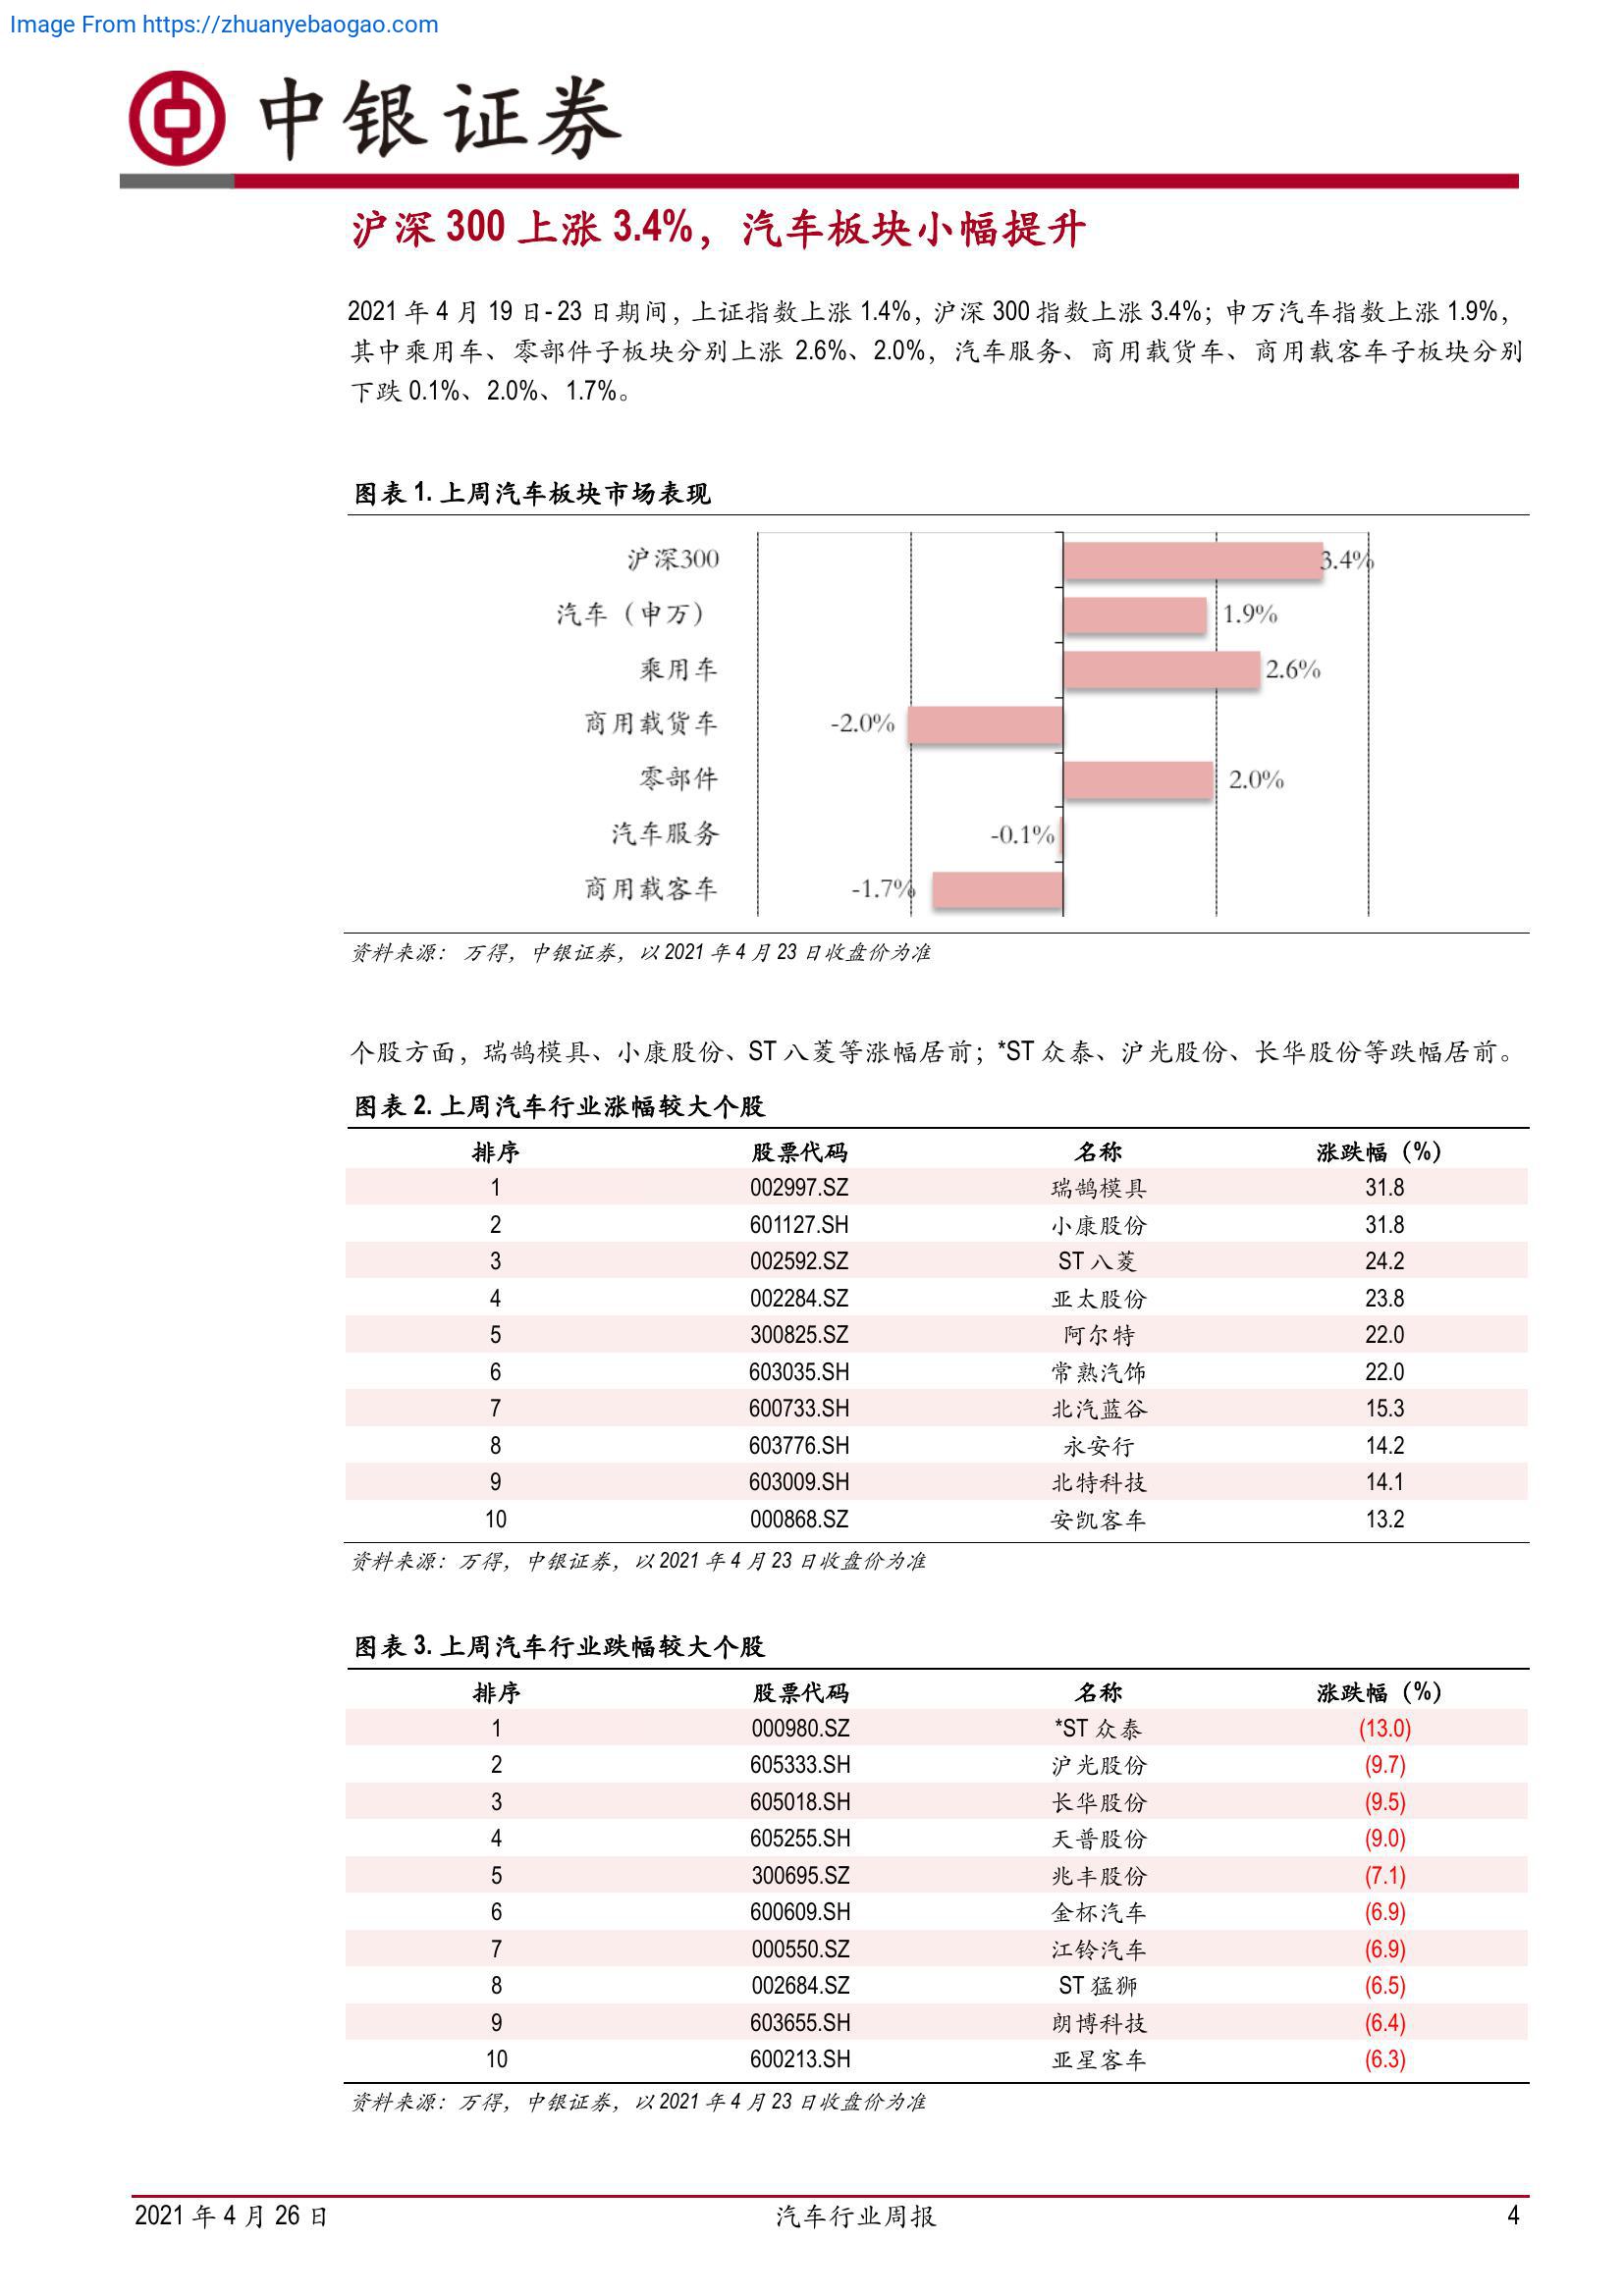 Image From https://zhuanyebaogao.com
中银证券
沪深 300 上涨 3.4%，汽车板块小幅提升
2021 年 4 月 19 日- 23 日期间，上证指数上涨 1.4%，沪深 300 指数上涨 3.4%；申万汽车指数上涨 1.9%，
其中乘用车、零部件子板块分别上涨 2.6%、2.0%，汽车服务、商用载货车、商用载客车子板块分别
下跌 0.1%、2.0%、1.7%。
图表 1. 上周汽车板块市场表现
沪深300 3.4%
汽车（申万） 1.9%
乘用车 2.6%
商用载货车 -2.0%
零部件 2.0%
汽车服务 -0.1%
商用载客车 -1.7%
资料来源： 万得，中银证券，以 2021 年 4 月 23 日收盘价为准
个股方面，瑞鹄模具、小康股份、ST 八菱等涨幅居前；*ST 众泰、沪光股份、长华股份等跌幅居前。
图表 2. 上周汽车行业涨幅较大个股
排序 股票代码 名称 涨跌幅（%）
1 002997.SZ 瑞鹄模具 31.8
2 601127.SH 小康股份 31.8
3 002592.SZ ST 八菱 24.2
4 002284.SZ 亚太股份 23.8
5 300825.SZ 阿尔特 22.0
6 603035.SH 常熟汽饰 22.0
7 600733.SH 北汽蓝谷 15.3
8 603776.SH 永安行 14.2
9 603009.SH 北特科技 14.1
10 000868.SZ 安凯客车 13.2
资料来源：万得，中银证券，以 2021 年 4 月 23 日收盘价为准
图表 3. 上周汽车行业跌幅较大个股
排序 股票代码 名称 涨跌幅（%）
1 000980.SZ *ST 众泰 (13.0)
2 605333.SH 沪光股份 (9.7)
3 605018.SH 长华股份 (9.5)
4 605255.SH 天普股份 (9.0)
5 300695.SZ 兆丰股份 (7.1)
6 600609.SH 金杯汽车 (6.9)
7 000550.SZ 江铃汽车 (6.9)
8 002684.SZ ST 猛狮 (6.5)
9 603655.SH 朗博科技 (6.4)
10 600213.SH 亚星客车 (6.3)
资料来源：万得，中银证券，以 2021 年 4 月 23 日收盘价为准
2021 年 4 月 26 日 汽车行业周报 4